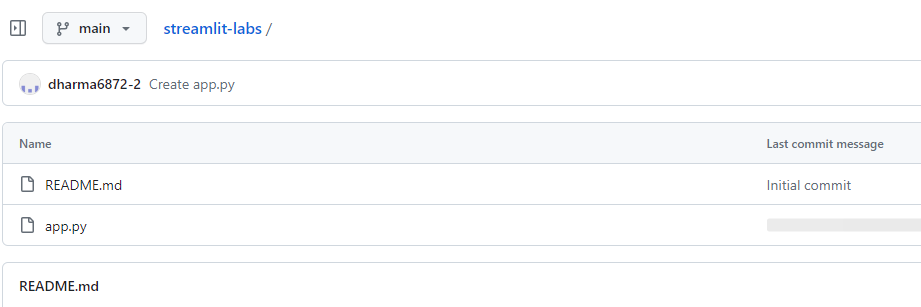 main streamlit-labs /
dharma6872-2 Create app.py
Name Last commit message
README.md Initial commit
app.py
README.md